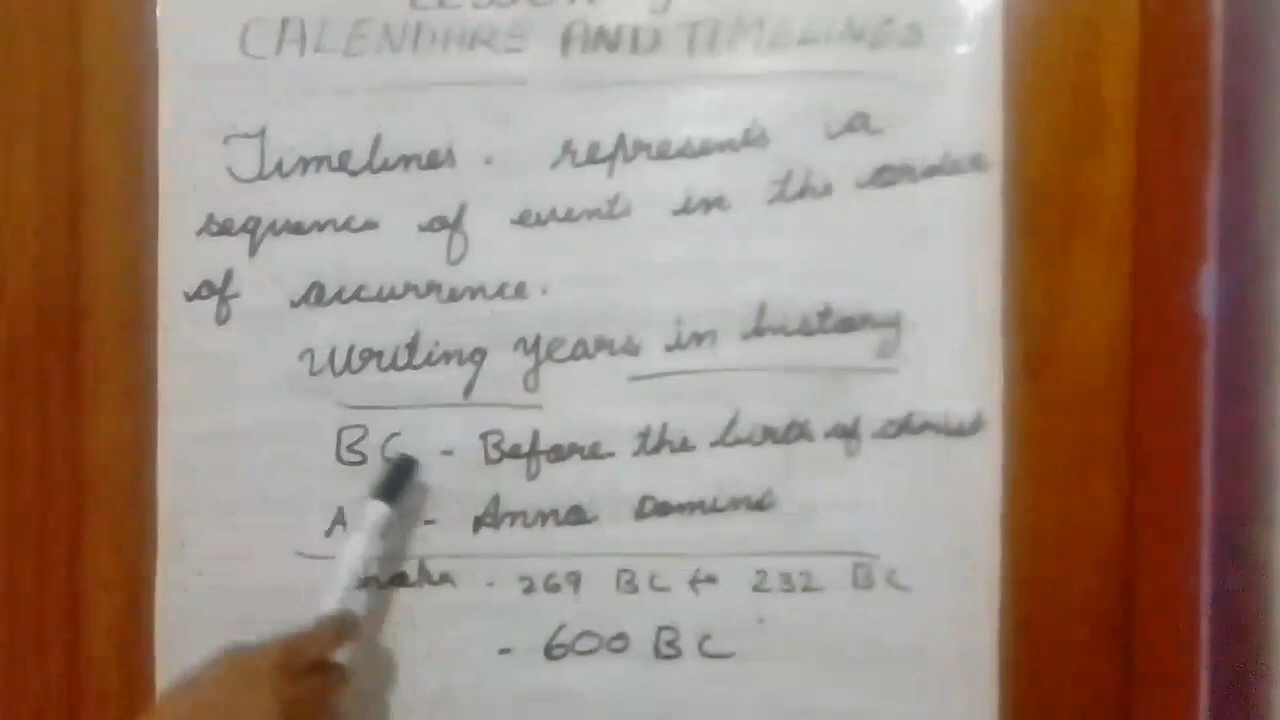 CALENDARS AND TIMELINES
Timelines. represents a
sequence of events in the order
of occurrence.
Writing years in history
BC - Before the birth of christ
A - Anno Domini
- 269 BC to 232 BC
- 600 BC